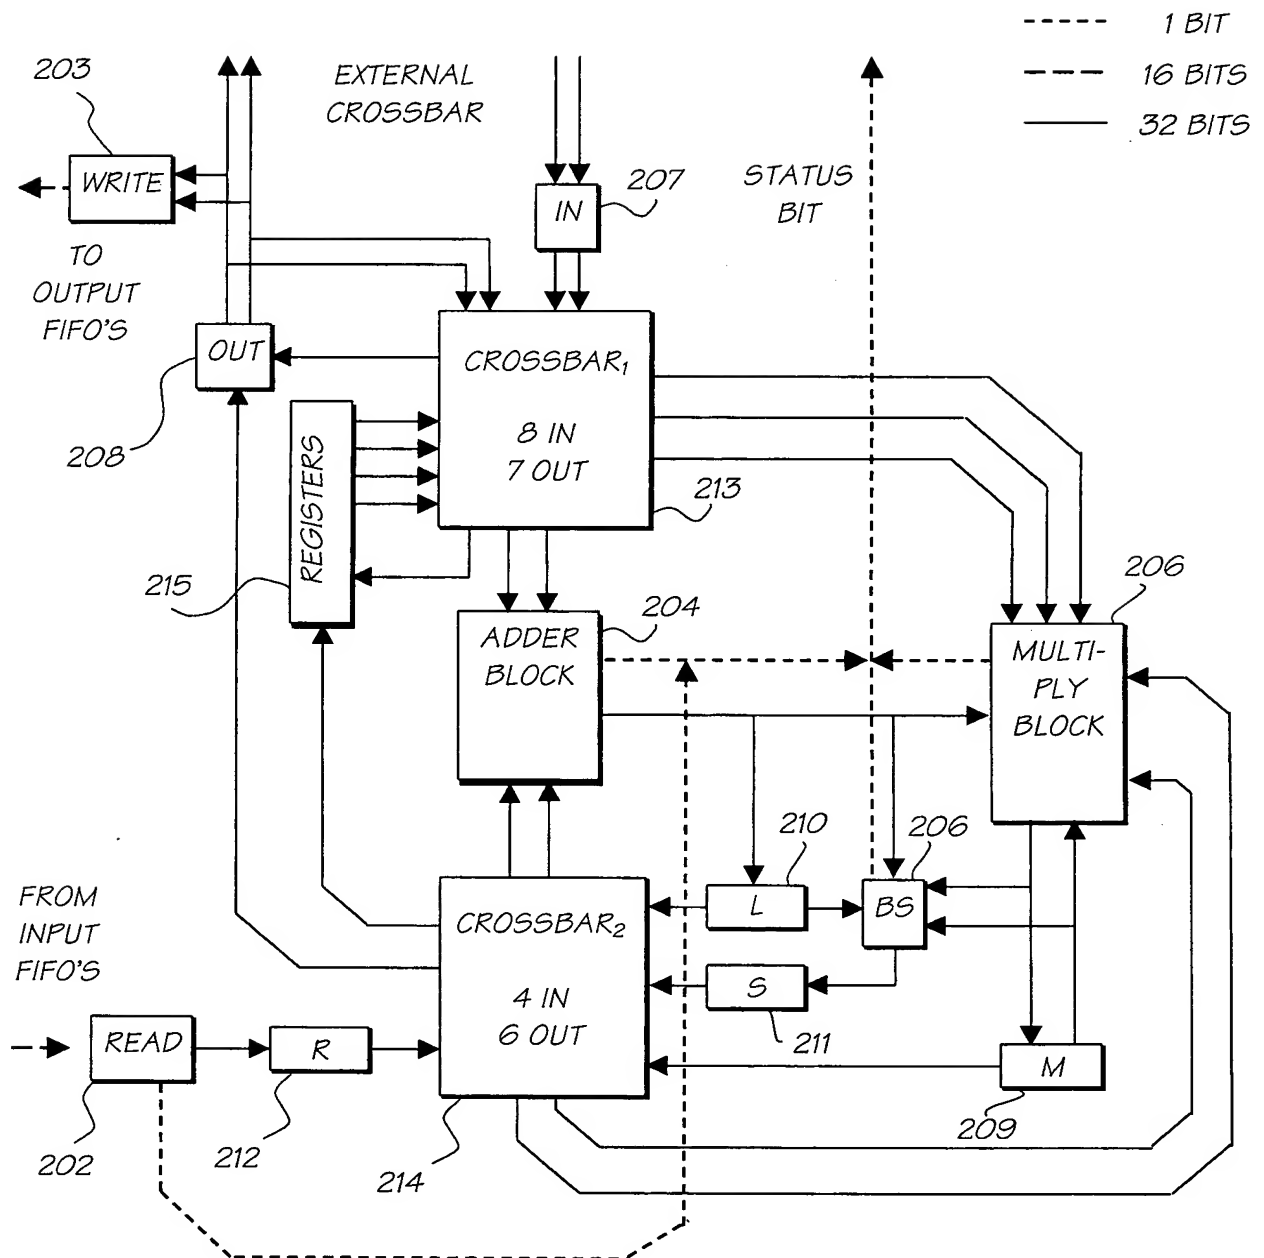 1 BIT
16 BITS
32 BITS
203
EXTERNAL
CROSSBAR
WRITE
STATUS
BIT
207
IN
TO
OUTPUT
FIFO'S
OUT
208
CROSSBAR1
8 IN
7 OUT
213
REGISTERS
215
204
206
ADDER
BLOCK
MULTI-
PLY
BLOCK
210
206
L
BS
FROM
INPUT
FIFO'S
CROSSBAR2
4 IN
6 OUT
S
211
READ
R
M
209
202
212
214